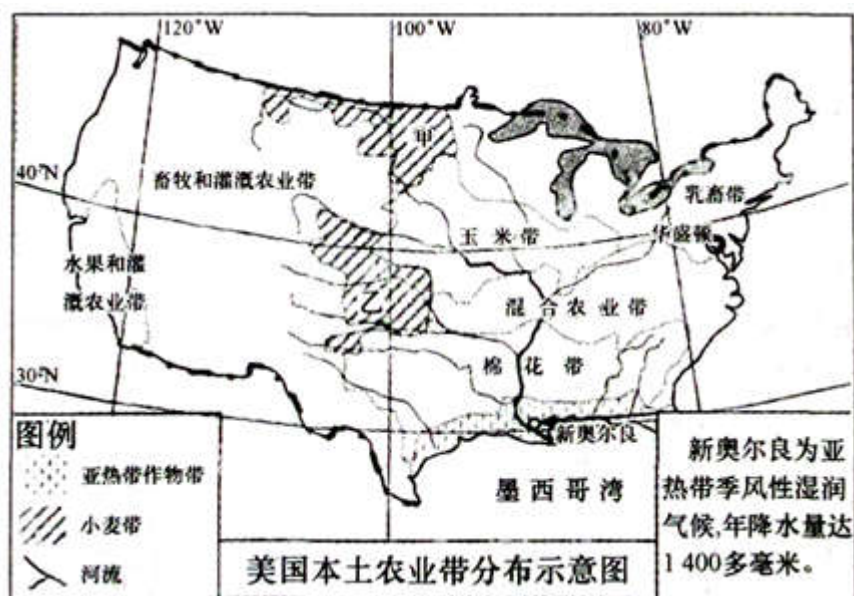 120°W
100°W
80°W
40°N
甲
畜牧和灌溉农业带
乳畜带
玉米带
华盛顿
水果和灌
溉农业带
乙
混合农业带
棉花带
30°N
新奥尔良
墨西哥湾
图例
亚热带作物带
小麦带
河流
美国本土农业带分布示意图
新奥尔良为亚
热带季风性湿润
气候,年降水量达
1400多毫米。